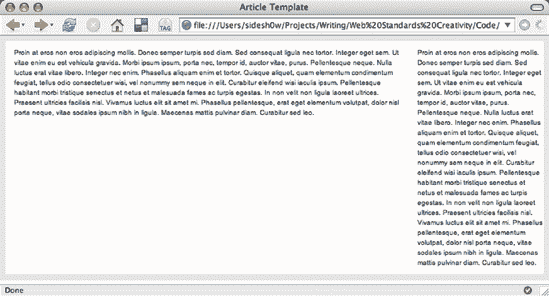 Article Template
TAG
file:///Users/sidesh0w/Projects/Writing/Web%20Standards%20Creativity/Code/
Proin at eros non eros adipiscing mollis. Donec semper turpis sed diam. Sed consequat ligula nec tortor. Integer eget sem. Ut
vitae enim eu est vehicula gravida. Morbi ipsum ipsum, porta nec, tempor id, auctor vitae, purus. Pellentesque neque. Nulla
luctus erat vitae libero. Integer nec enim. Phasellus aliquam enim et tortor. Quisque aliquet, quam elementum condimentum
feugiat, tellus odio consectetuer wisi, vel nonummy sem neque in elit. Curabitur eleifend wisi iaculis ipsum. Pellentesque
habitant morbi tristique senectus et netus et malesuada fames ac turpis egestas. In non velit non ligula laoreet ultrices.
Praesent ultricies facilisis nisl. Vivamus luctus elit sit amet mi. Phasellus pellentesque, erat eget elementum volutpat, dolor nisl
porta neque, vitae sodales ipsum nibh in ligula. Maecenas mattis pulvinar diam. Curabitur sed leo.
Proin at eros non eros
adipiscing mollis. Donec
semper turpis sed diam. Sed
consequat ligula nec tortor.
Integer eget sem. Ut vitae
enim eu est vehicula
gravida. Morbi ipsum ipsum,
porta nec, tempor id, auctor
vitae, purus. Pellentesque
neque. Nulla luctus erat
vitae libero. Integer nec
enim. Phasellus aliquam
enim et tortor. Quisque
aliquet, quam elementum
condimentum feugiat, tellus
odio consectetuer wisi, vel
nonummy sem neque in elit.
Curabitur eleifend wisi
iaculis ipsum. Pellentesque
habitant morbi tristique
senectus et netus et
malesuada fames ac turpis
egestas. In non velit non
ligula laoreet ultrices.
Praesent ultricies facilisis
nisl. Vivamus luctus elit sit
amet mi. Phasellus
pellentesque, erat eget
elementum volutpat, dolor
nisl porta neque, vitae
sodales ipsum nibh in ligula.
Maecenas mattis pulvinar
diam. Curabitur sed leo.
Done